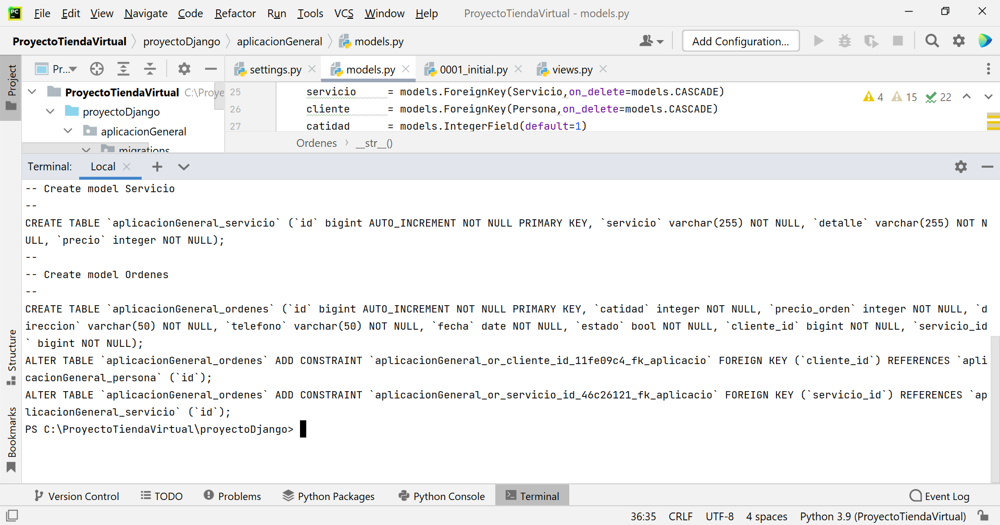 PC File Edit View Navigate Code Refactor Run Tools VCS Window Help ProyectoTiendaVirtual - models.py
ProyectoTiendaVirtual proyectoDjango aplicacionGeneral models.py Add Configuration...
Project Pr... settings.py models.py 0001_initial.py views.py
ProyectoTiendaVirtual C:\Proye
proyectoDjango
aplicacionGeneral
migrations
25 servicio = models.ForeignKey(Servicio,on_delete=models.CASCADE) 4 15 22
26 cliente = models.ForeignKey(Persona,on_delete=models.CASCADE)
27 catidad = models.IntegerField(default=1)
Ordenes __str__()
Terminal: Local
-- Create model Servicio
--
CREATE TABLE `aplicacionGeneral_servicio` (`id` bigint AUTO_INCREMENT NOT NULL PRIMARY KEY, `servicio` varchar(255) NOT NULL, `detalle` varchar(255) NOT N
ULL, `precio` integer NOT NULL);
--
-- Create model Ordenes
--
CREATE TABLE `aplicacionGeneral_ordenes` (`id` bigint AUTO_INCREMENT NOT NULL PRIMARY KEY, `catidad` integer NOT NULL, `precio_orden` integer NOT NULL, `d
ireccion` varchar(50) NOT NULL, `telefono` varchar(50) NOT NULL, `fecha` date NOT NULL, `estado` bool NOT NULL, `cliente_id` bigint NOT NULL, `servicio_id
` bigint NOT NULL);
ALTER TABLE `aplicacionGeneral_ordenes` ADD CONSTRAINT `aplicacionGeneral_or_cliente_id_11fe09c4_fk_aplicacio` FOREIGN KEY (`cliente_id`) REFERENCES `apli
cacionGeneral_persona` (`id`);
ALTER TABLE `aplicacionGeneral_ordenes` ADD CONSTRAINT `aplicacionGeneral_or_servicio_id_46c26121_fk_aplicacio` FOREIGN KEY (`servicio_id`) REFERENCES `ap
licacionGeneral_servicio` (`id`);
PS C:\ProyectoTiendaVirtual\proyectoDjango>
Structure
Bookmarks
Version Control TODO Problems Python Packages Python Console Terminal Event Log
36:35 CRLF UTF-8 4 spaces Python 3.9 (ProyectoTiendaVirtual)